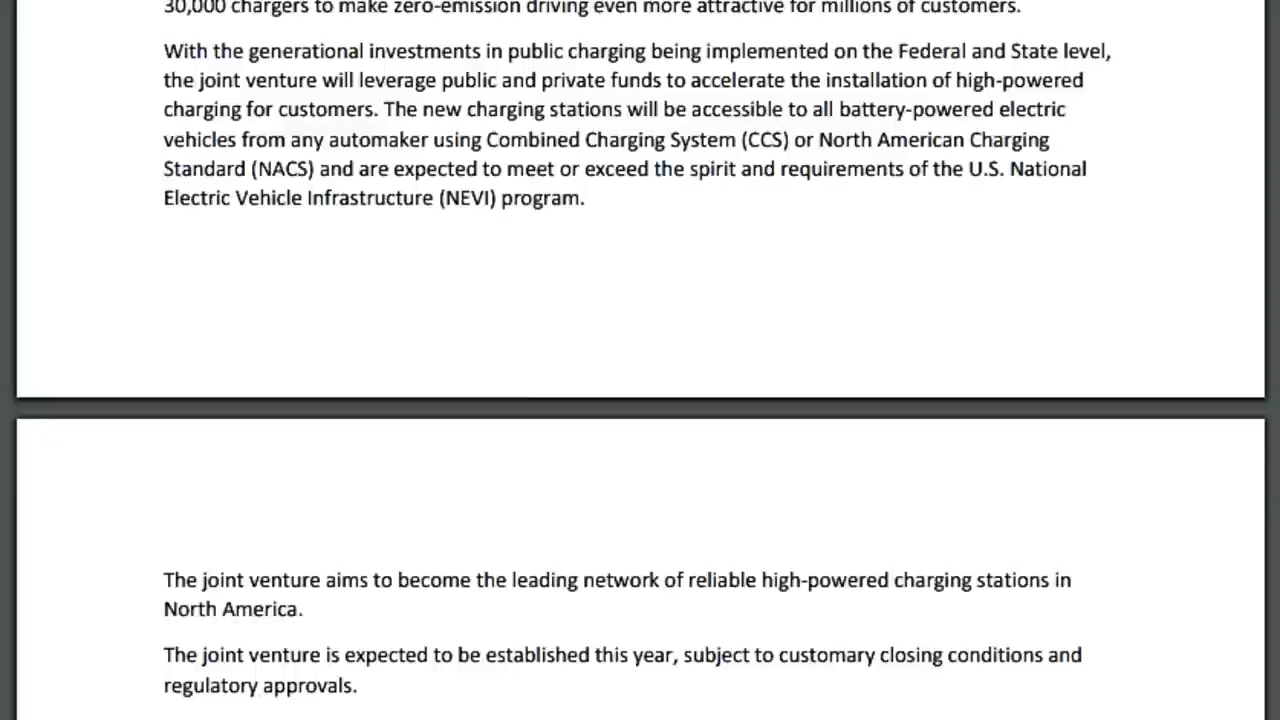 30,000 chargers to make zero-emission driving even more attractive for millions of customers.
With the generational investments in public charging being implemented on the Federal and State level,
the joint venture will leverage public and private funds to accelerate the installation of high-powered
charging for customers. The new charging stations will be accessible to all battery-powered electric
vehicles from any automaker using Combined Charging System (CCS) or North American Charging
Standard (NACS) and are expected to meet or exceed the spirit and requirements of the U.S. National
Electric Vehicle Infrastructure (NEVI) program.
The joint venture aims to become the leading network of reliable high-powered charging stations in
North America.
The joint venture is expected to be established this year, subject to customary closing conditions and
regulatory approvals.